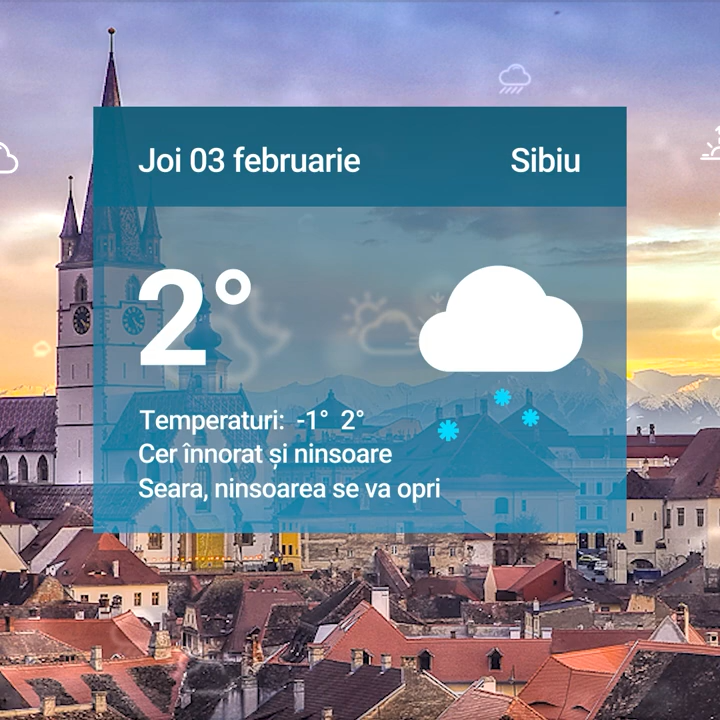 Joi 03 februarie Sibiu
2°
Temperaturi: -1° 2°
Cer înnorat și ninsoare
Seara, ninsoarea se va opri